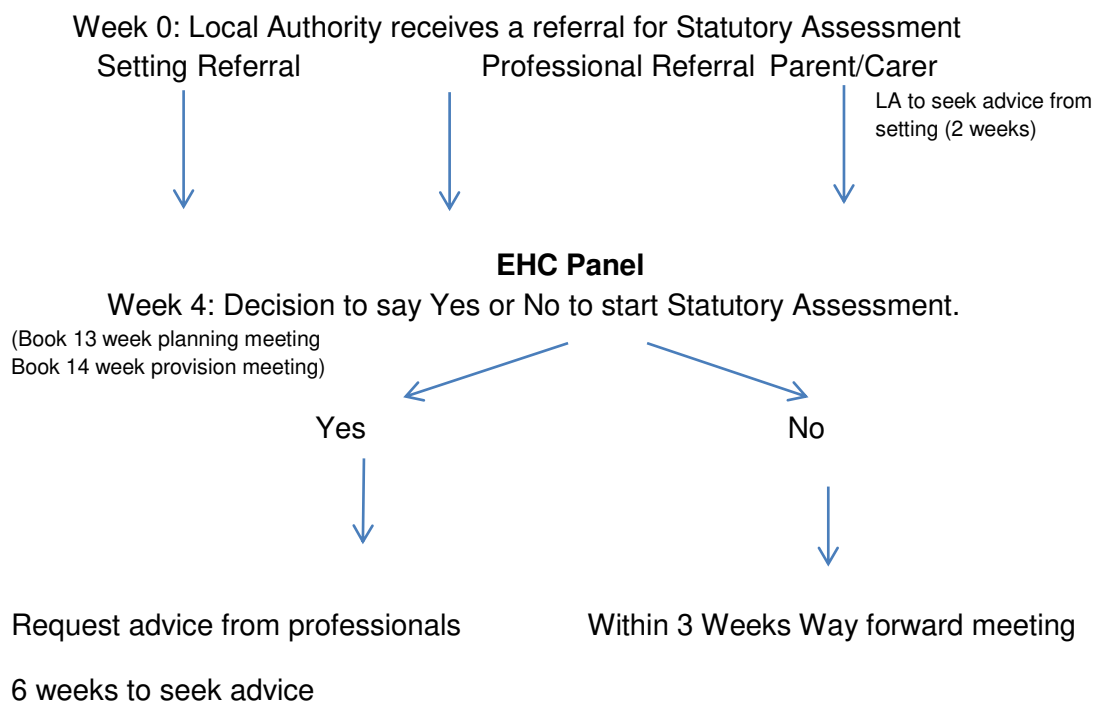 Week 0: Local Authority receives a referral for Statutory Assessment
Setting Referral Professional Referral Parent/Carer
LA to seek advice from
setting (2 weeks)
EHC Panel
Week 4: Decision to say Yes or No to start Statutory Assessment.
(Book 13 week planning meeting
Book 14 week provision meeting)
Yes No
Request advice from professionals Within 3 Weeks Way forward meeting
6 weeks to seek advice